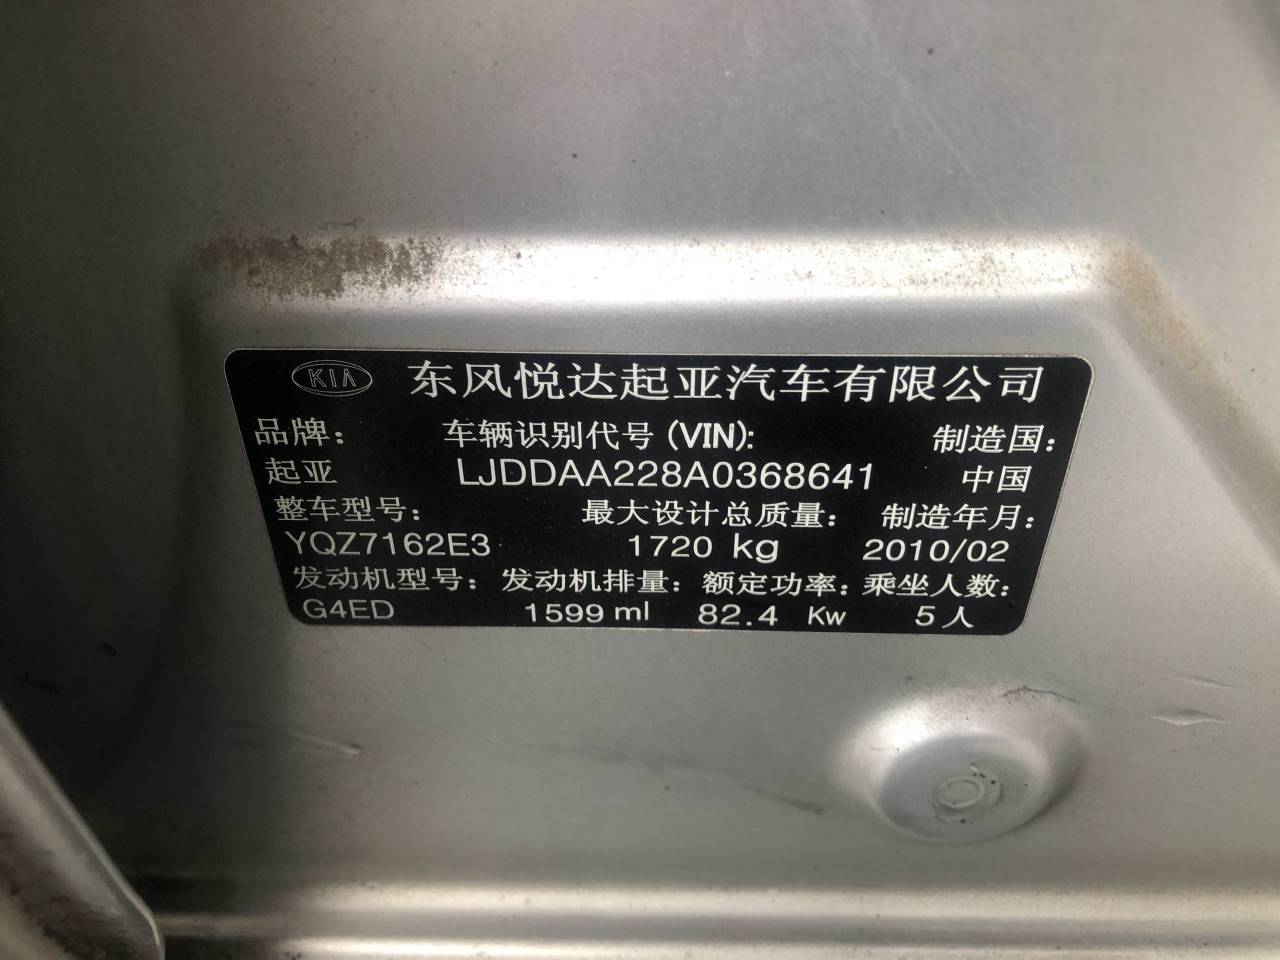 KIA 东风悦达起亚汽车有限公司
品牌： 车辆识别代号(VIN): 制造国：
起亚 LJDDAA228A0368641 中国
整车型号： 最大设计总质量： 制造年月：
YQZ7162E3 1720 kg 2010/02
发动机型号： 发动机排量： 额定功率： 乘坐人数：
G4ED 1599 ml 82.4 Kw 5人